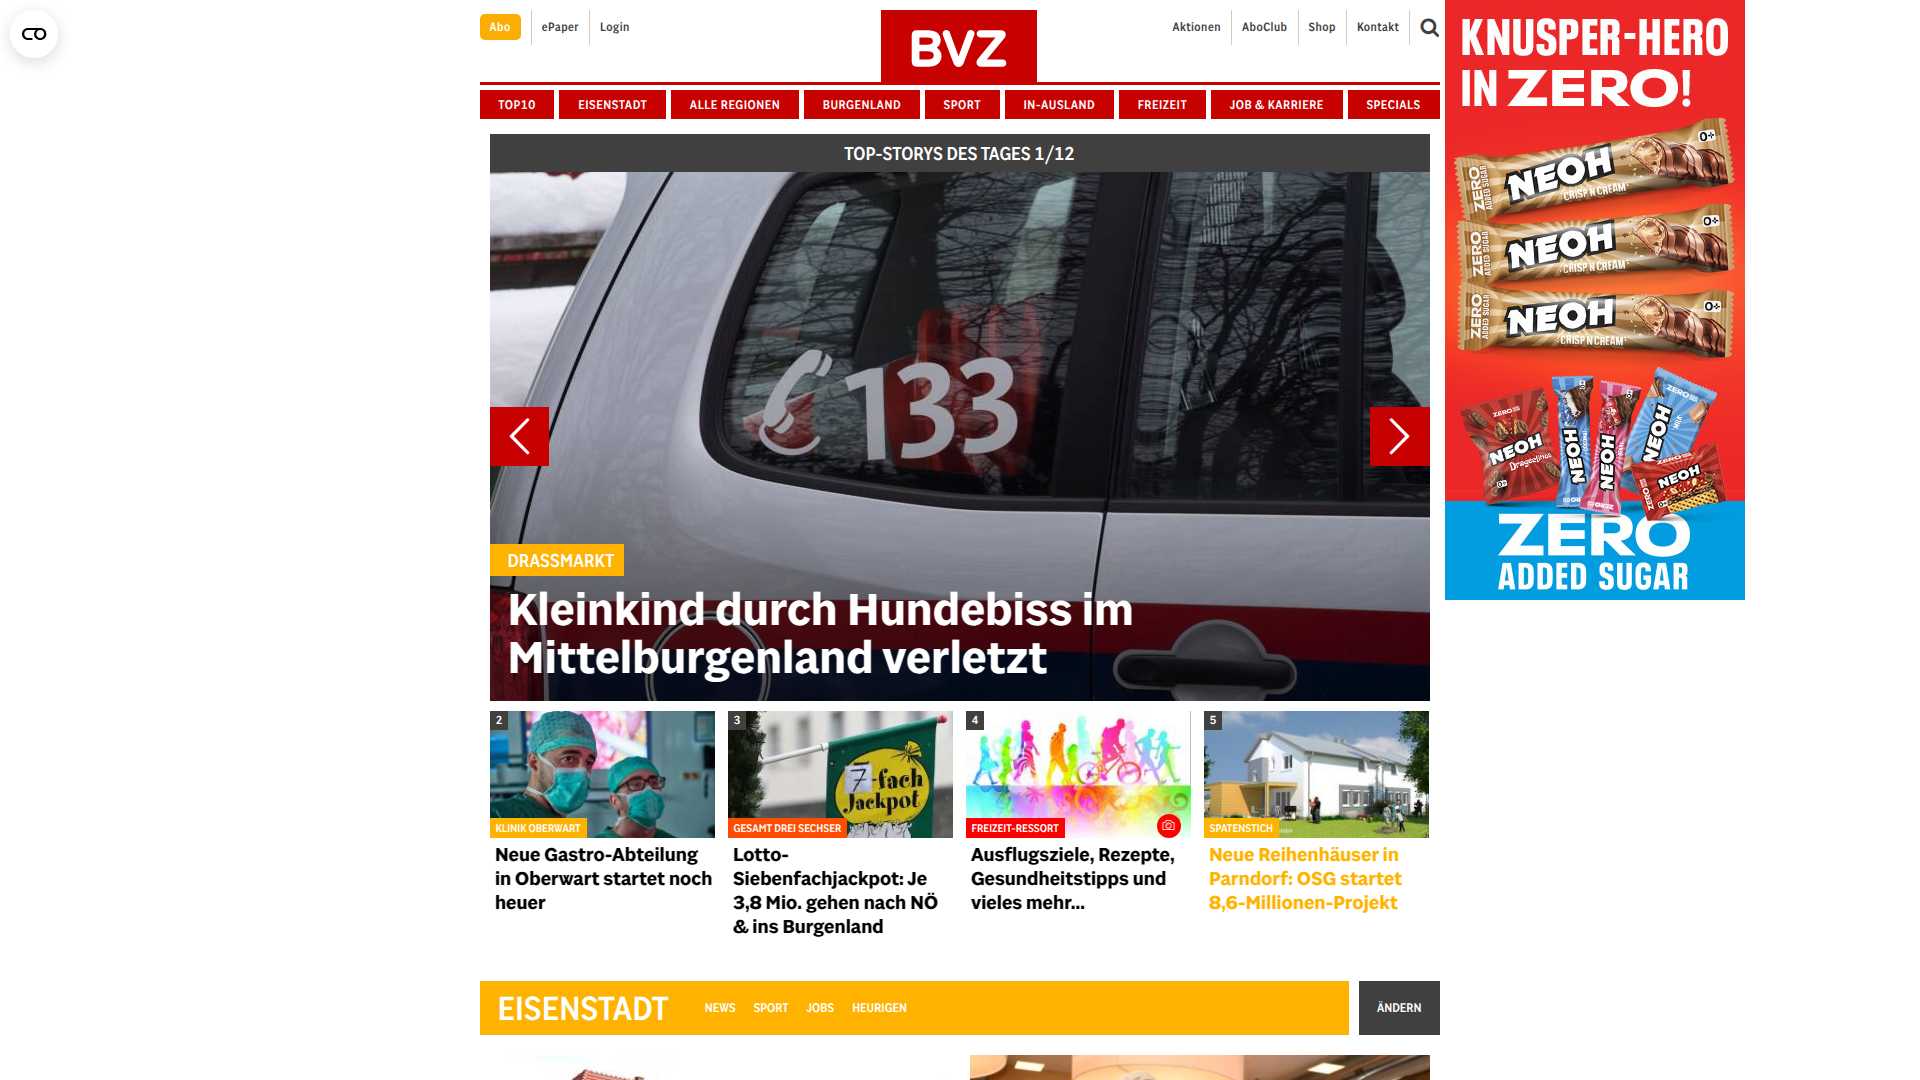 Abo
ePaper
Login
BVZ
Aktionen
AboClub
Shop
Kontakt
TOP10
EISENSTADT
ALLE REGIONEN
BURGENLAND
SPORT
IN-AUSLAND
FREIZEIT
JOB & KARRIERE
SPECIALS
TOP-STORYS DES TAGES 1/12
133
DRASSMARKT
Kleinkind durch Hundebiss im
Mittelburgenland verletzt
2
KLINIK OBERWART
Neue Gastro-Abteilung
in Oberwart startet noch
heuer
3
7-fach
Jackpot
GESAMT DREI SECHSER
Lotto-
Siebenfachjackpot: Je
3,8 Mio. gehen nach NÖ
& ins Burgenland
4
FREIZEIT-RESSORT
Ausflugsziele, Rezepte,
Gesundheitstipps und
vieles mehr...
5
SPATENSTICH
Neue Reihenhäuser in
Parndorf: OSG startet
8,6-Millionen-Projekt
EISENSTADT
NEWS
SPORT
JOBS
HEURIGEN
ÄNDERN
KNUSPER-HERO
IN ZERO!
ZERO
ADDED SUGAR
NEOH
CRISP'N CREAM
ZERO
ADDED SUGAR
NEOH
CRISP'N CREAM
ZERO
ADDED SUGAR
NEOH
CRISP'N CREAM
NEOH
NEOH
NEOH
NEOH
NEOH
ZERO
ADDED SUGAR